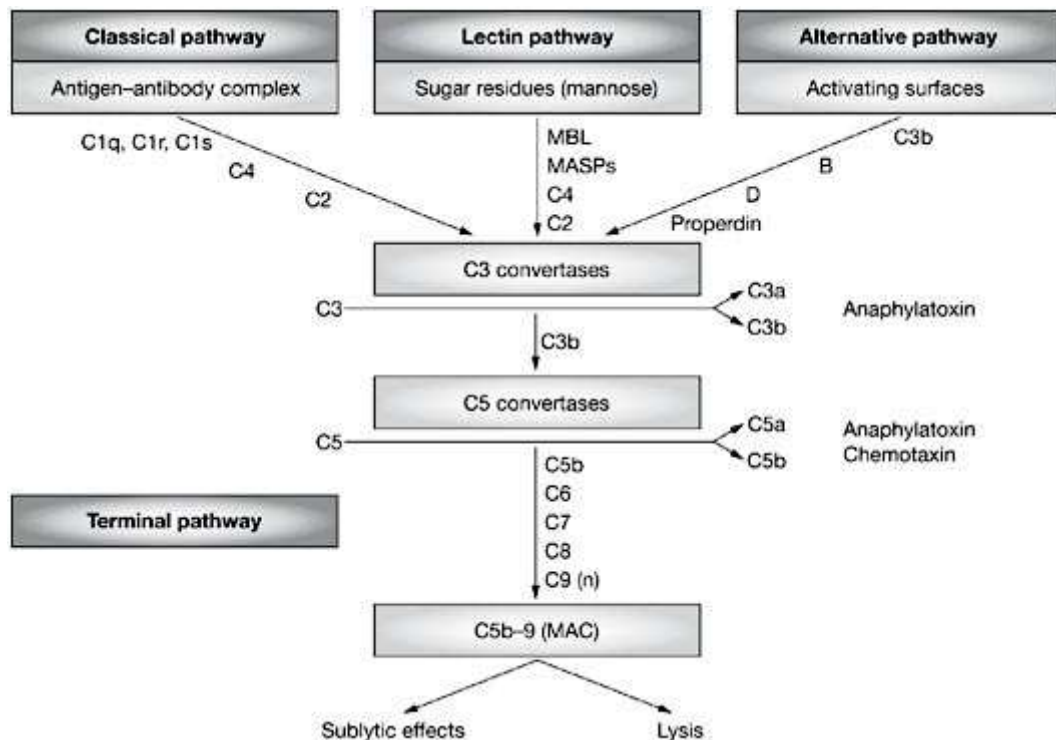 Classical pathway
Antigen–antibody complex
Lectin pathway
Sugar residues (mannose)
Alternative pathway
Activating surfaces
C1q, C1r, C1s
C4
C2
MBL
MASPs
C4
C2
C3b
B
D
Properdin
C3 convertases
C3
C3a
C3b
Anaphylatoxin
C3b
C5 convertases
C5
C5a
C5b
Anaphylatoxin
Chemotaxin
C5b
C6
C7
C8
C9 (n)
Terminal pathway
C5b–9 (MAC)
Sublytic effects
Lysis